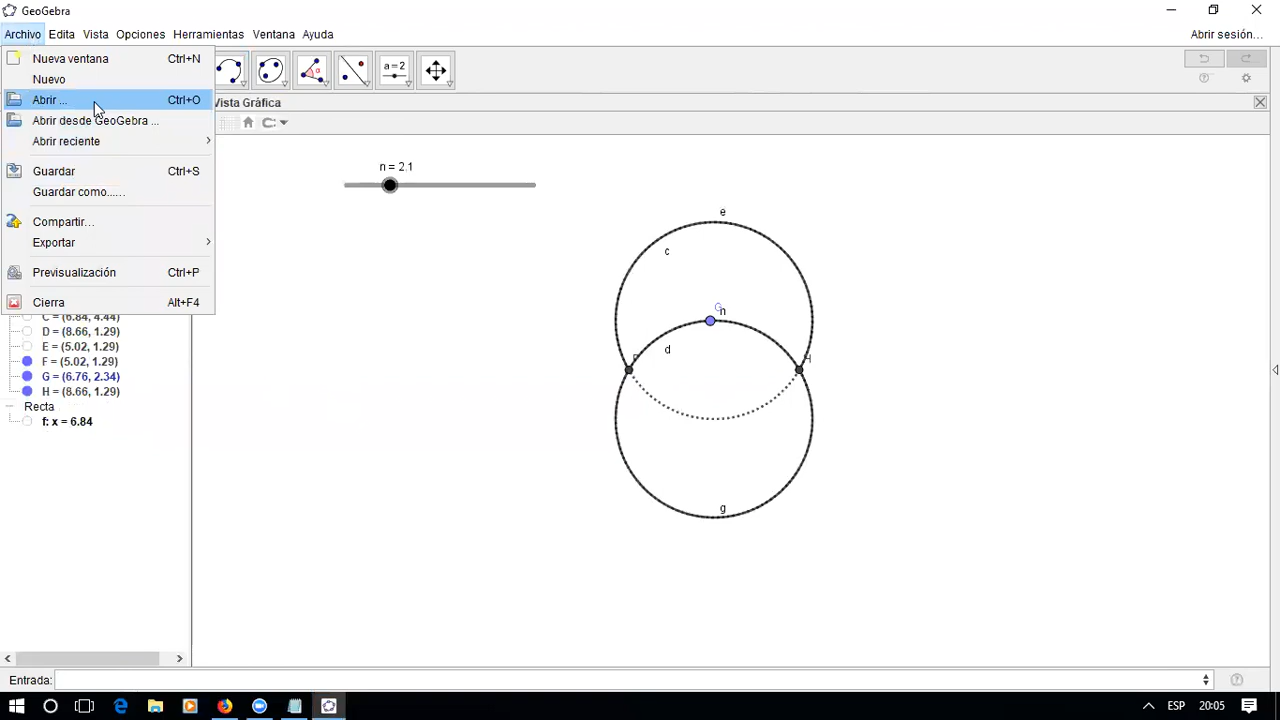 GeoGebra
Archivo Edita Vista Opciones Herramientas Ventana Ayuda
Abrir sesión...
Nueva ventana Ctrl+N
Nuevo
Abrir ... Ctrl+O
Abrir desde GeoGebra ...
Abrir reciente
Guardar Ctrl+S
Guardar como......
Compartir...
Exportar
Previsualización Ctrl+P
Cierra Alt+F4
a = 2
Vista Gráfica
n = 2.1
e
c
G
n
d
H
g
C = (6.84, 4.44)
D = (8.66, 1.29)
E = (5.02, 1.29)
F = (5.02, 1.29)
G = (6.76, 2.34)
H = (8.66, 1.29)
Recta
f: x = 6.84
Entrada:
ESP 20:05